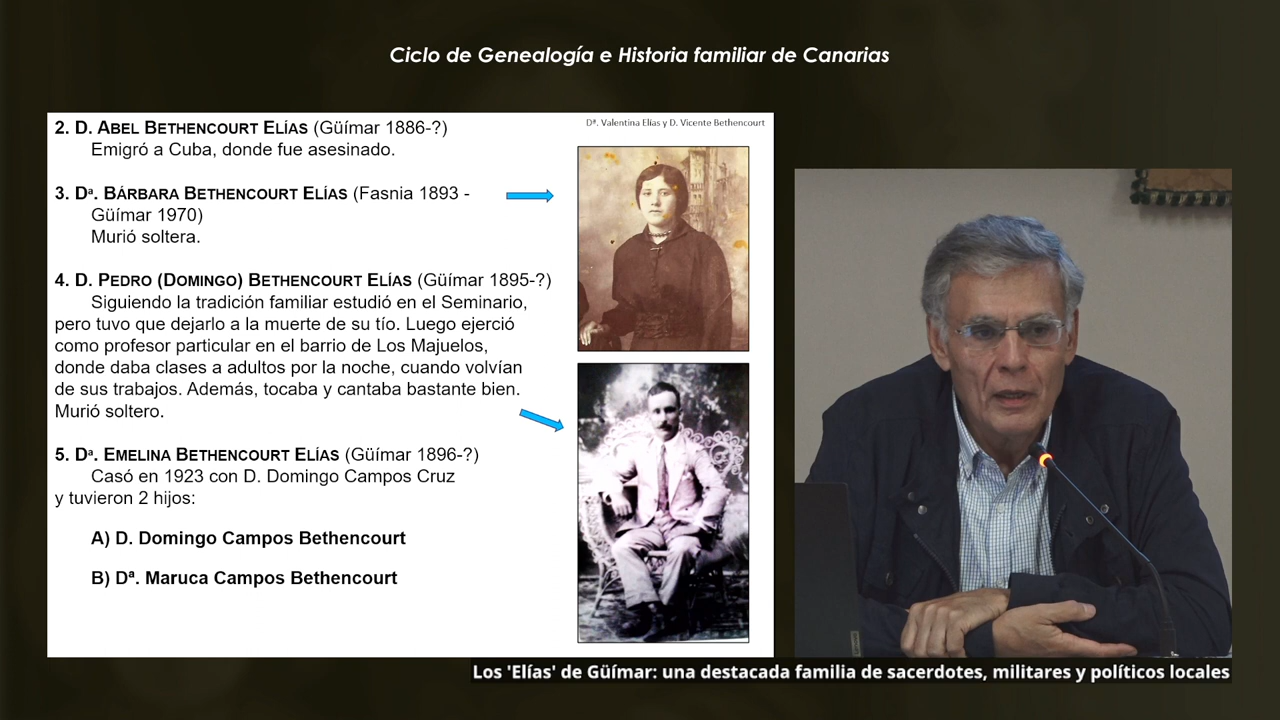 Ciclo de Genealogía e Historia familiar de Canarias
Dª. Valentina Elías y D. Vicente Bethencourt
2. D. ABEL BETHENCOURT ELÍAS (Güímar 1886-?)
Emigró a Cuba, donde fue asesinado.
3. Dª. BÁRBARA BETHENCOURT ELÍAS (Fasnia 1893 -
Güímar 1970)
Murió soltera.
4. D. PEDRO (DOMINGO) BETHENCOURT ELÍAS (Güímar 1895-?)
Siguiendo la tradición familiar estudió en el Seminario,
pero tuvo que dejarlo a la muerte de su tío. Luego ejerció
como profesor particular en el barrio de Los Majuelos,
donde daba clases a adultos por la noche, cuando volvían
de sus trabajos. Además, tocaba y cantaba bastante bien.
Murió soltero.
5. Dª. EMELINA BETHENCOURT ELÍAS (Güímar 1896-?)
Casó en 1923 con D. Domingo Campos Cruz
y tuvieron 2 hijos:
A) D. Domingo Campos Bethencourt
B) Dª. Maruca Campos Bethencourt
Los 'Elías' de Güímar: una destacada familia de sacerdotes, militares y políticos locales